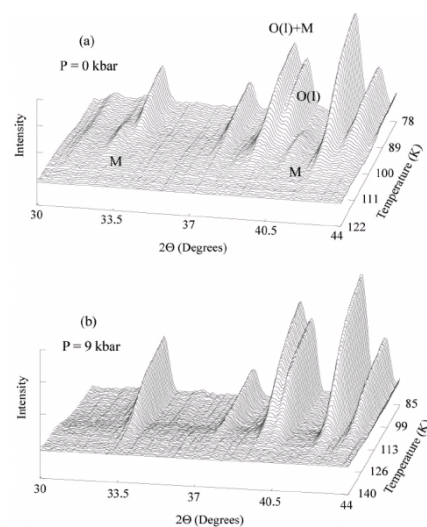 (a)
P = 0 kbar
O(I)+M
O(I)
M
M
Intensity
30
33.5
37
40.5
44
2Θ (Degrees)
78
89
100
111
122
Temperature (K)
(b)
P = 9 kbar
Intensity
30
33.5
37
40.5
44
2Θ (Degrees)
85
99
113
126
140
Temperature (K)